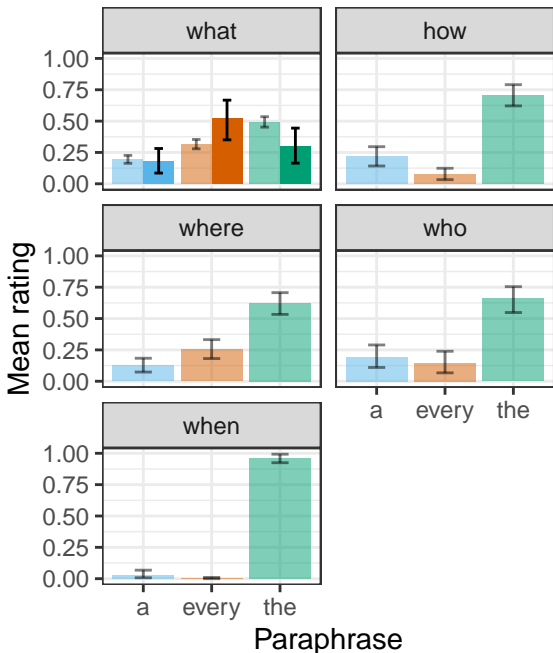 what
how
1.00
0.75
0.50
0.25
0.00
where
who
1.00
0.75
0.50
0.25
0.00
a every the
when
1.00
0.75
0.50
0.25
0.00
a every the
Mean rating
Paraphrase